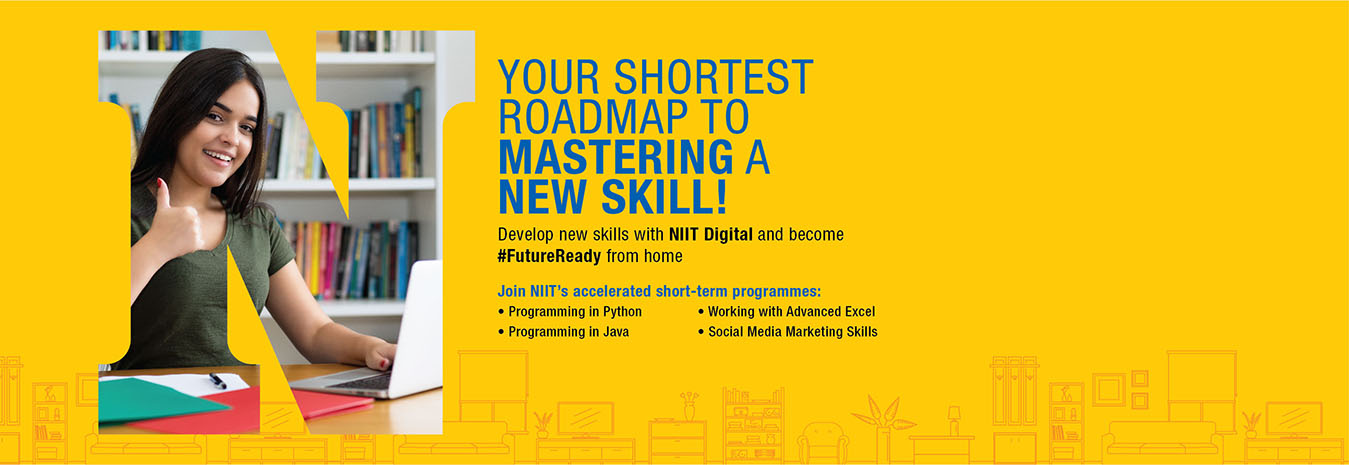 YOUR SHORTEST
ROADMAP TO
MASTERING A
NEW SKILL!
Develop new skills with NIIT Digital and become
#FutureReady from home
Join NIIT's accelerated short-term programmes:
• Programming in Python
• Programming in Java
• Working with Advanced Excel
• Social Media Marketing Skills